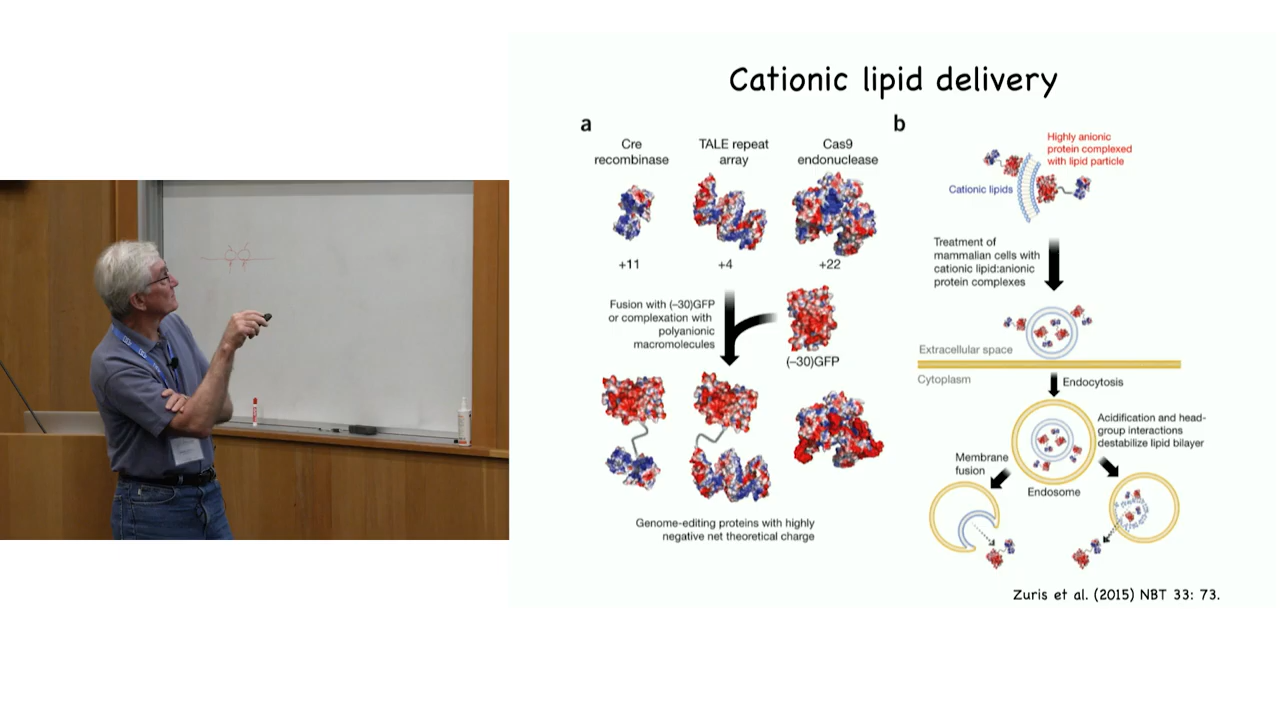 Cationic lipid delivery
a
Cre
recombinase
TALE repeat
array
Cas9
endonuclease
+11
+4
+22
Fusion with (–30)GFP
or complexation with
polyanionic
macromolecules
(–30)GFP
Genome-editing proteins with highly
negative net theoretical charge
b
Highly anionic
protein complexed
with lipid particle
Cationic lipids
Treatment of
mammalian cells with
cationic lipid:anionic
protein complexes
Extracellular space
Cytoplasm
Endocytosis
Acidification and head-
group interactions
destabilize lipid bilayer
Membrane
fusion
Endosome
Zuris et al. (2015) NBT 33: 73.